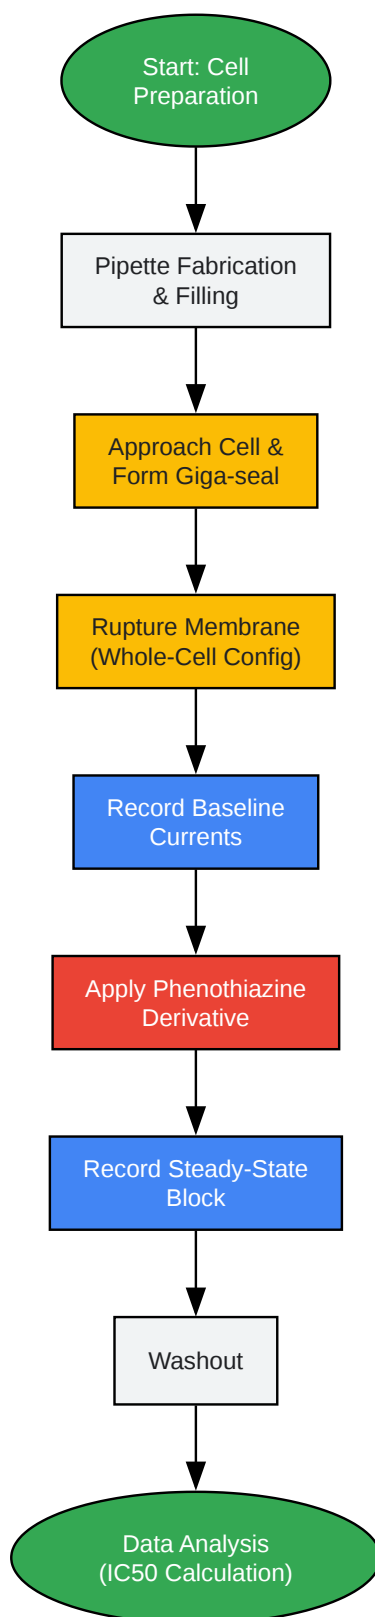 Start: Cell
Preparation
Pipette Fabrication
& Filling
Approach Cell &
Form Giga-seal
Rupture Membrane
(Whole-Cell Config)
Record Baseline
Currents
Apply Phenothiazine
Derivative
Record Steady-State
Block
Washout
Data Analysis
(IC50 Calculation)